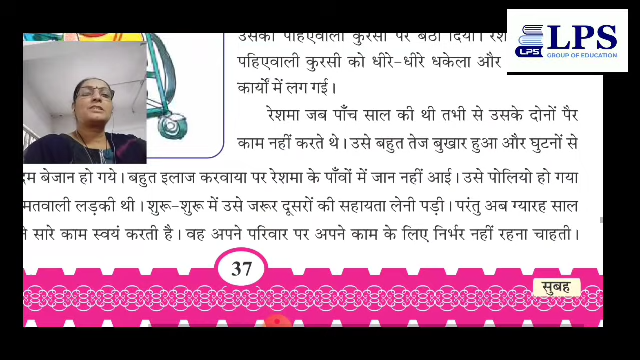 उसको पहिएवाली कुरसी पर बैठा दिया। रेश
पहिएवाली कुरसी को धीरे-धीरे धकेला और
कार्यों में लग गई।
रेशमा जब पाँच साल की थी तभी से उसके दोनों पैर
काम नहीं करते थे। उसे बहुत तेज बुखार हुआ और घुटनों से
बेजान हो गये। बहुत इलाज करवाया पर रेशमा के पाँवों में जान नहीं आई। उसे पोलियो हो गया
मतवाली लड़की थी। शुरू-शुरू में उसे जरूर दूसरों की सहायता लेनी पड़ी। परंतु अब ग्यारह साल
सारे काम स्वयं करती है। वह अपने परिवार पर अपने काम के लिए निर्भर नहीं रहना चाहती।
37
सुबह
LPS
LPS
GROUP OF EDUCATION